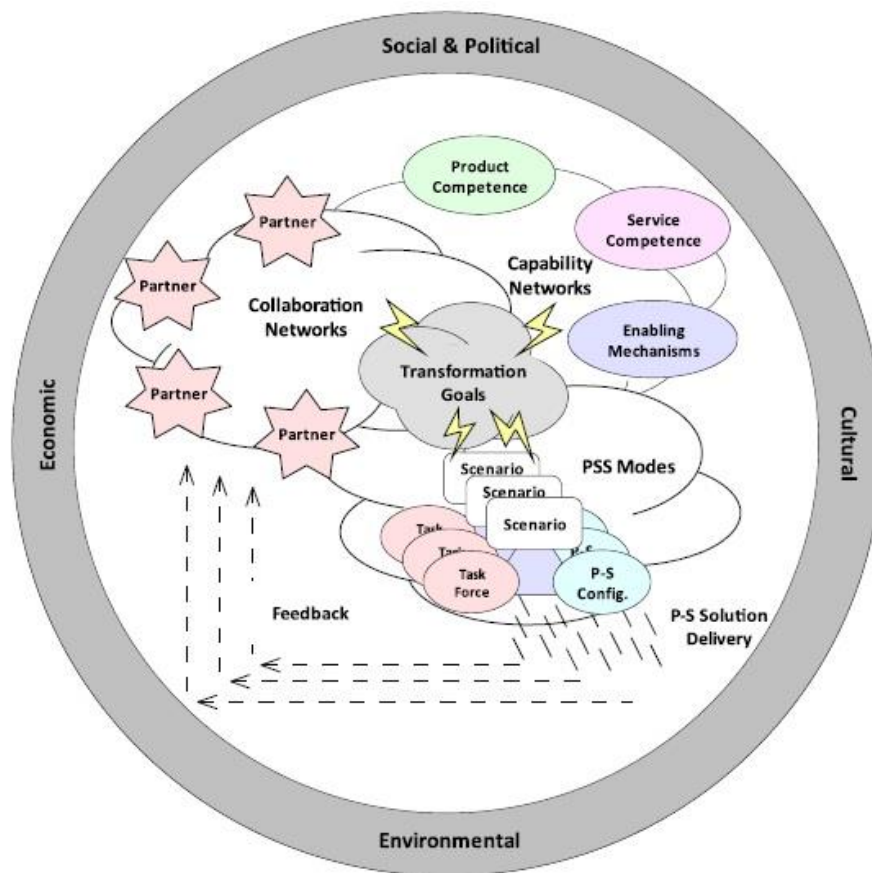 Social & Political
Product
Competence
Partner
Service
Competence
Capability
Networks
Partner
Collaboration
Networks
Enabling
Mechanisms
Transformation
Goals
Partner
Economic
Cultural
Partner
Scenario
PSS Modes
Scenario
Scenario
Task
P-S
Task
Force
P-S
Config.
Feedback
P-S Solution
Delivery
Environmental